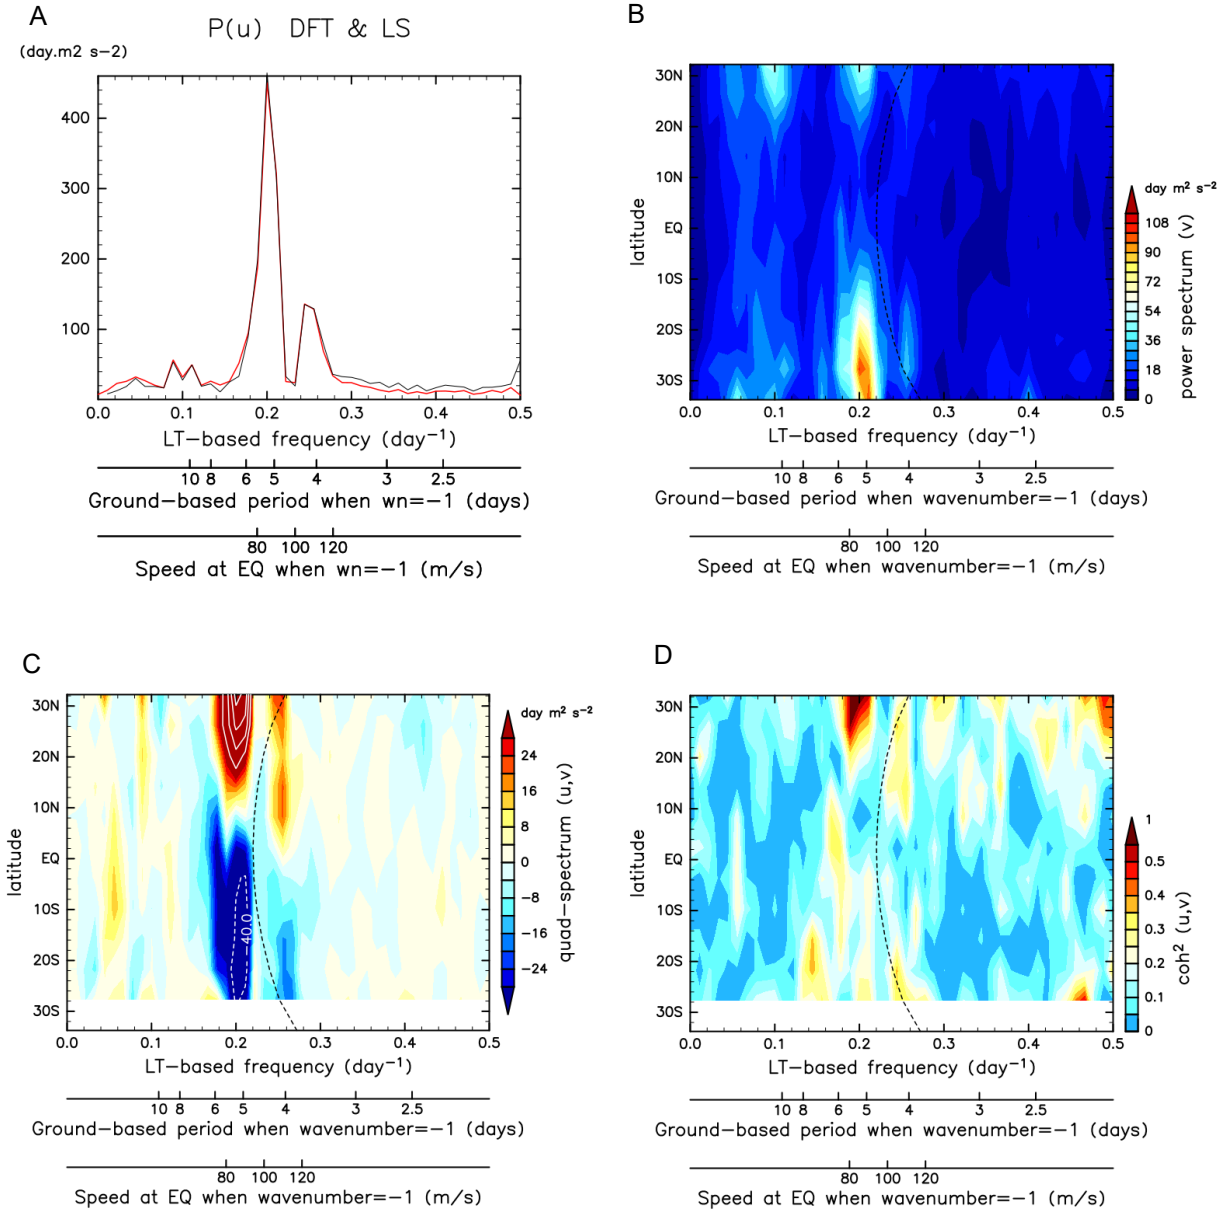 A
P(u) DFT & LS
(day.m2 s−2)
400
300
200
100
0.0 0.1 0.2 0.3 0.4 0.5
LT−based frequency (day−1)
10 8 6 5 4 3 2.5
Ground−based period when wn=−1 (days)
80 100 120
Speed at EQ when wn=−1 (m/s)
B
30N
20N
10N
EQ
10S
20S
30S
latitude
0.0 0.1 0.2 0.3 0.4 0.5
LT−based frequency (day−1)
10 8 6 5 4 3 2.5
Ground−based period when wavenumber=−1 (days)
80 100 120
Speed at EQ when wavenumber=−1 (m/s)
day m2 s−2
108
90
72
54
36
18
0
power spectrum (v)
C
30N
20N
10N
EQ
10S
20S
30S
latitude
40.0
0.0 0.1 0.2 0.3 0.4 0.5
LT−based frequency (day−1)
10 8 6 5 4 3 2.5
Ground−based period when wavenumber=−1 (days)
80 100 120
Speed at EQ when wavenumber=−1 (m/s)
day m2 s−2
24
16
8
0
−8
−16
−24
quad−spectrum (u,v)
D
30N
20N
10N
EQ
10S
20S
30S
latitude
0.0 0.1 0.2 0.3 0.4 0.5
LT−based frequency (day−1)
10 8 6 5 4 3 2.5
Ground−based period when wavenumber=−1 (days)
80 100 120
Speed at EQ when wavenumber=−1 (m/s)
1
0.5
0.4
0.3
0.2
0.1
0
coh2 (u,v)